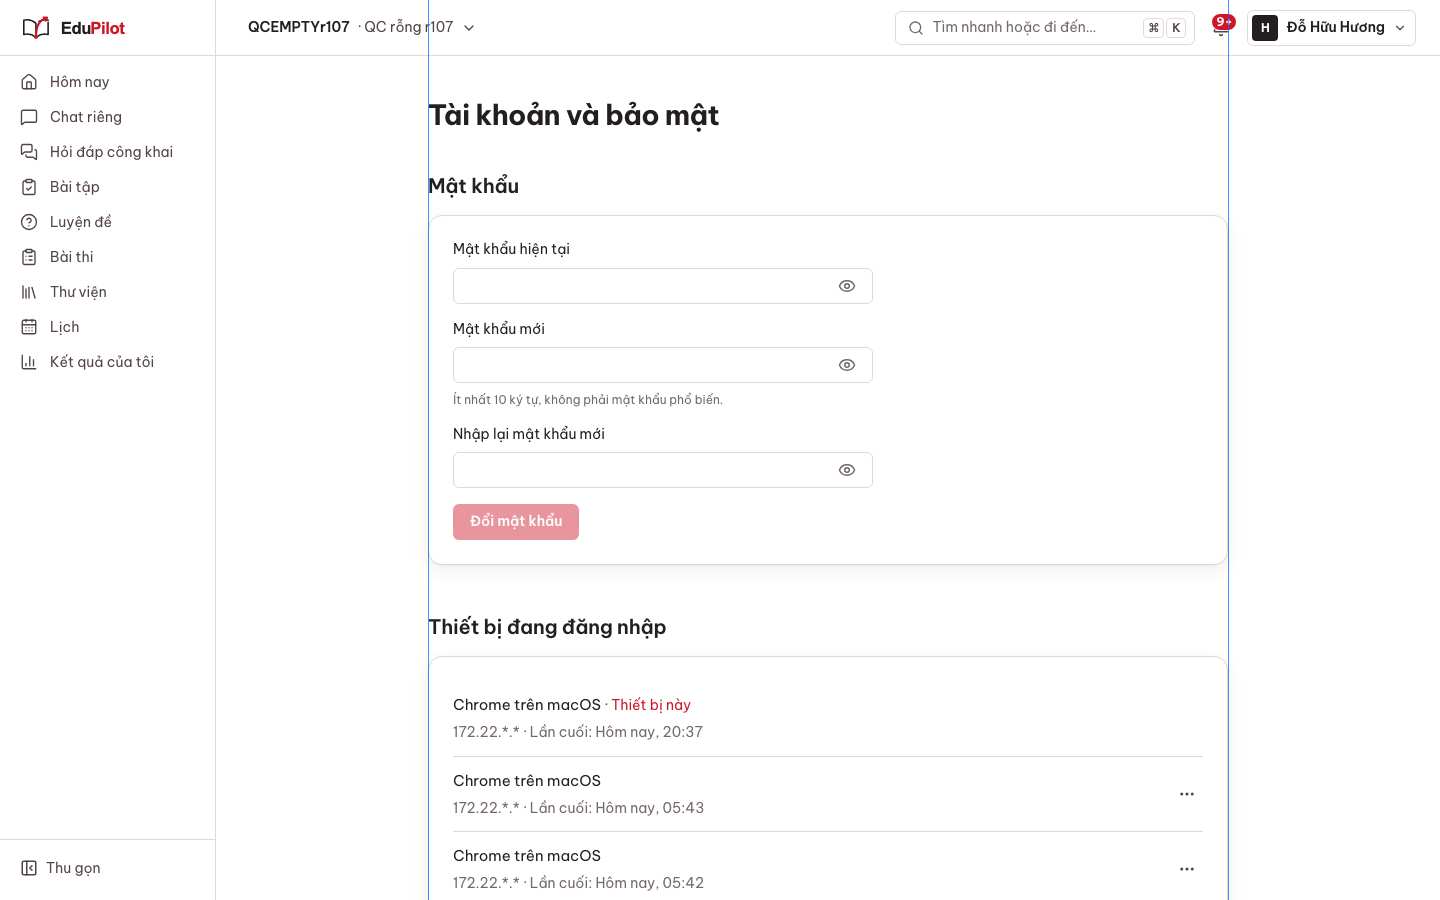 EduPilot
QCEMPTYr107 · QC rỗng r107
Tìm nhanh hoặc đi đến... ⌘ K
9+
H Đỗ Hữu Hương
Hôm nay
Chat riêng
Hỏi đáp công khai
Bài tập
Luyện đề
Bài thi
Thư viện
Lịch
Kết quả của tôi
Thu gọn
Tài khoản và bảo mật
Mật khẩu
Mật khẩu hiện tại
Mật khẩu mới
Ít nhất 10 ký tự, không phải mật khẩu phổ biến.
Nhập lại mật khẩu mới
Đổi mật khẩu
Thiết bị đang đăng nhập
Chrome trên macOS · Thiết bị này
172.22.*.* · Lần cuối: Hôm nay, 20:37
Chrome trên macOS
172.22.*.* · Lần cuối: Hôm nay, 05:43
Chrome trên macOS
172.22.*.* · Lần cuối: Hôm nay, 05:42